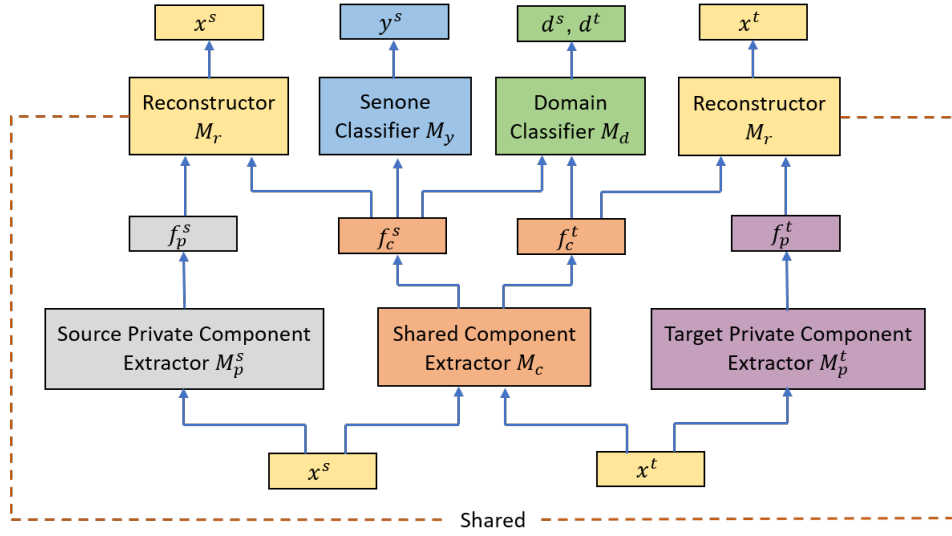 x^s
y^s
d^s, d^t
x^t
Reconstructor
M_r
Senone
Classifier M_y
Domain
Classifier M_d
Reconstructor
M_r
f_p^s
f_c^s
f_c^t
f_p^t
Source Private Component
Extractor M_p^s
Shared Component
Extractor M_c
Target Private Component
Extractor M_p^t
x^s
x^t
Shared